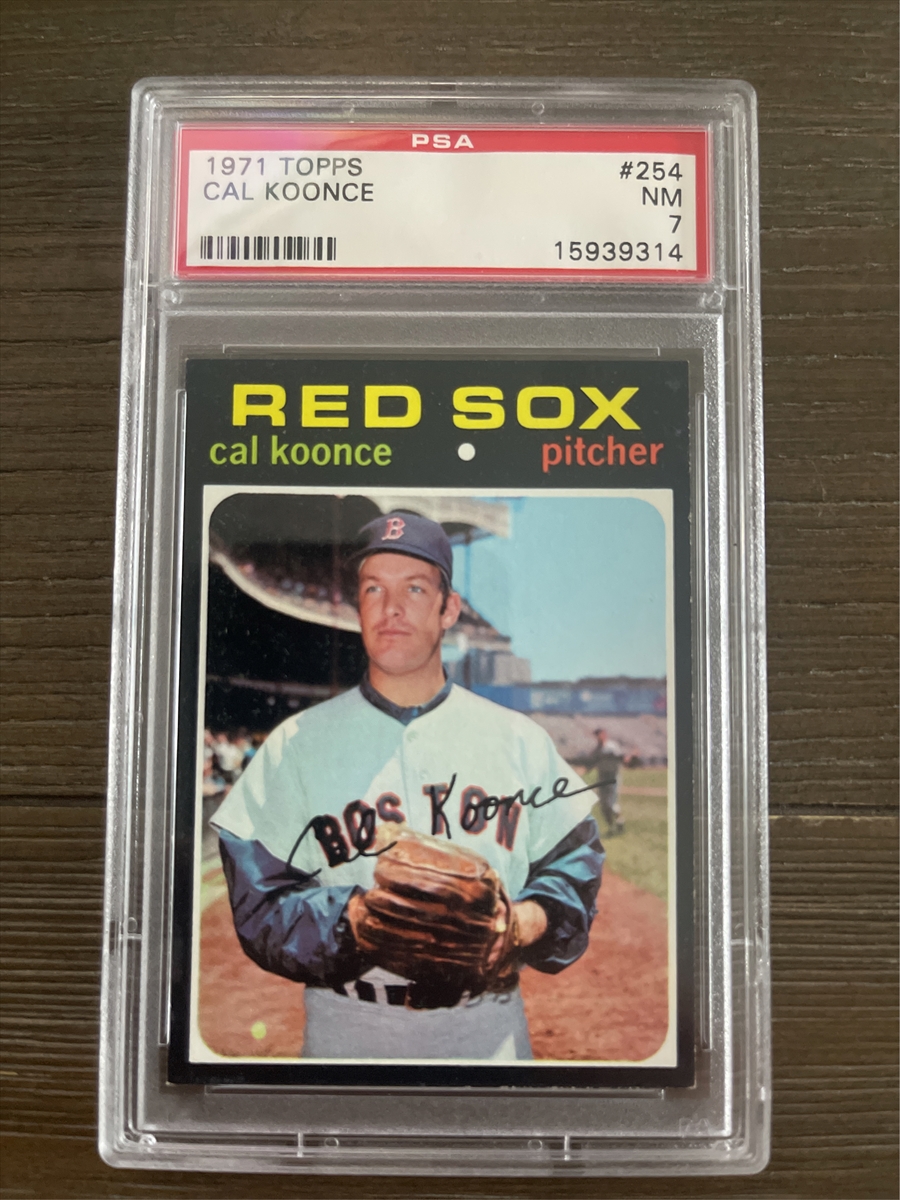 PSA
1971 TOPPS #254
CAL KOONCE NM
7
15939314
RED SOX
cal koonce pitcher
B
BOSTON
Cal Koonce